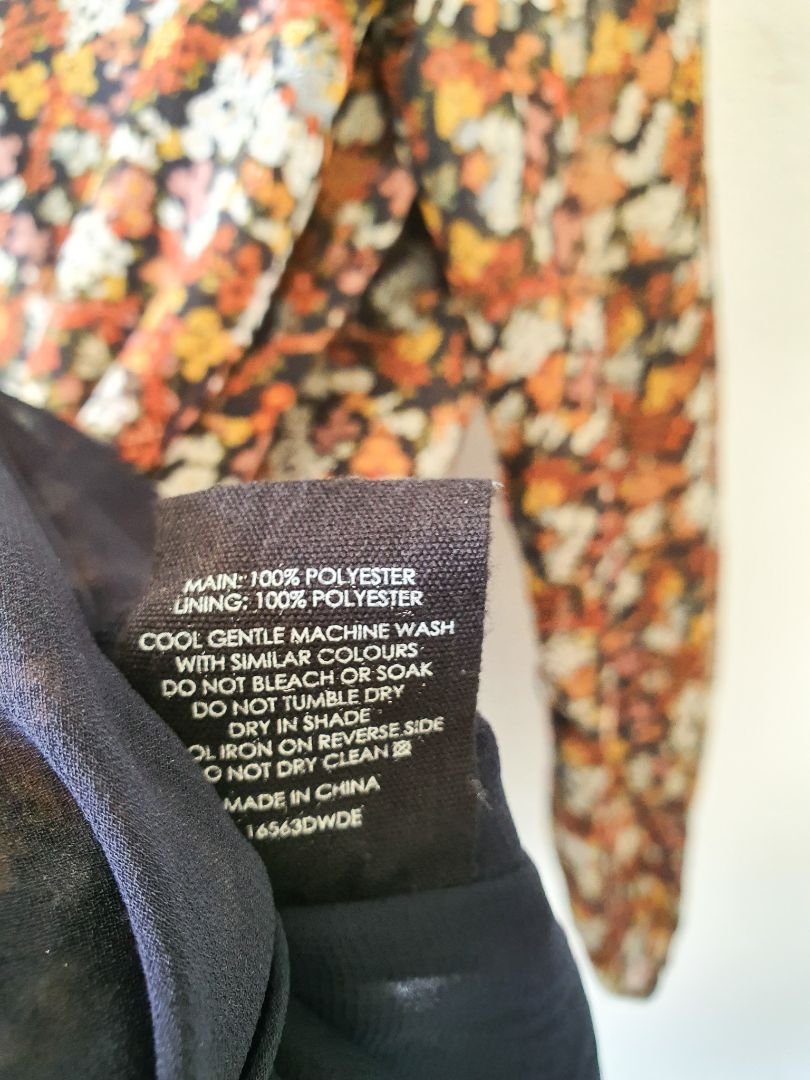 MAIN: 100% POLYESTER
LINING: 100% POLYESTER
COOL GENTLE MACHINE WASH
WITH SIMILAR COLOURS
DO NOT BLEACH OR SOAK
DO NOT TUMBLE DRY
DRY IN SHADE
OL IRON ON REVERSE SIDE
O NOT DRY CLEAN
MADE IN CHINA
16563DWDE